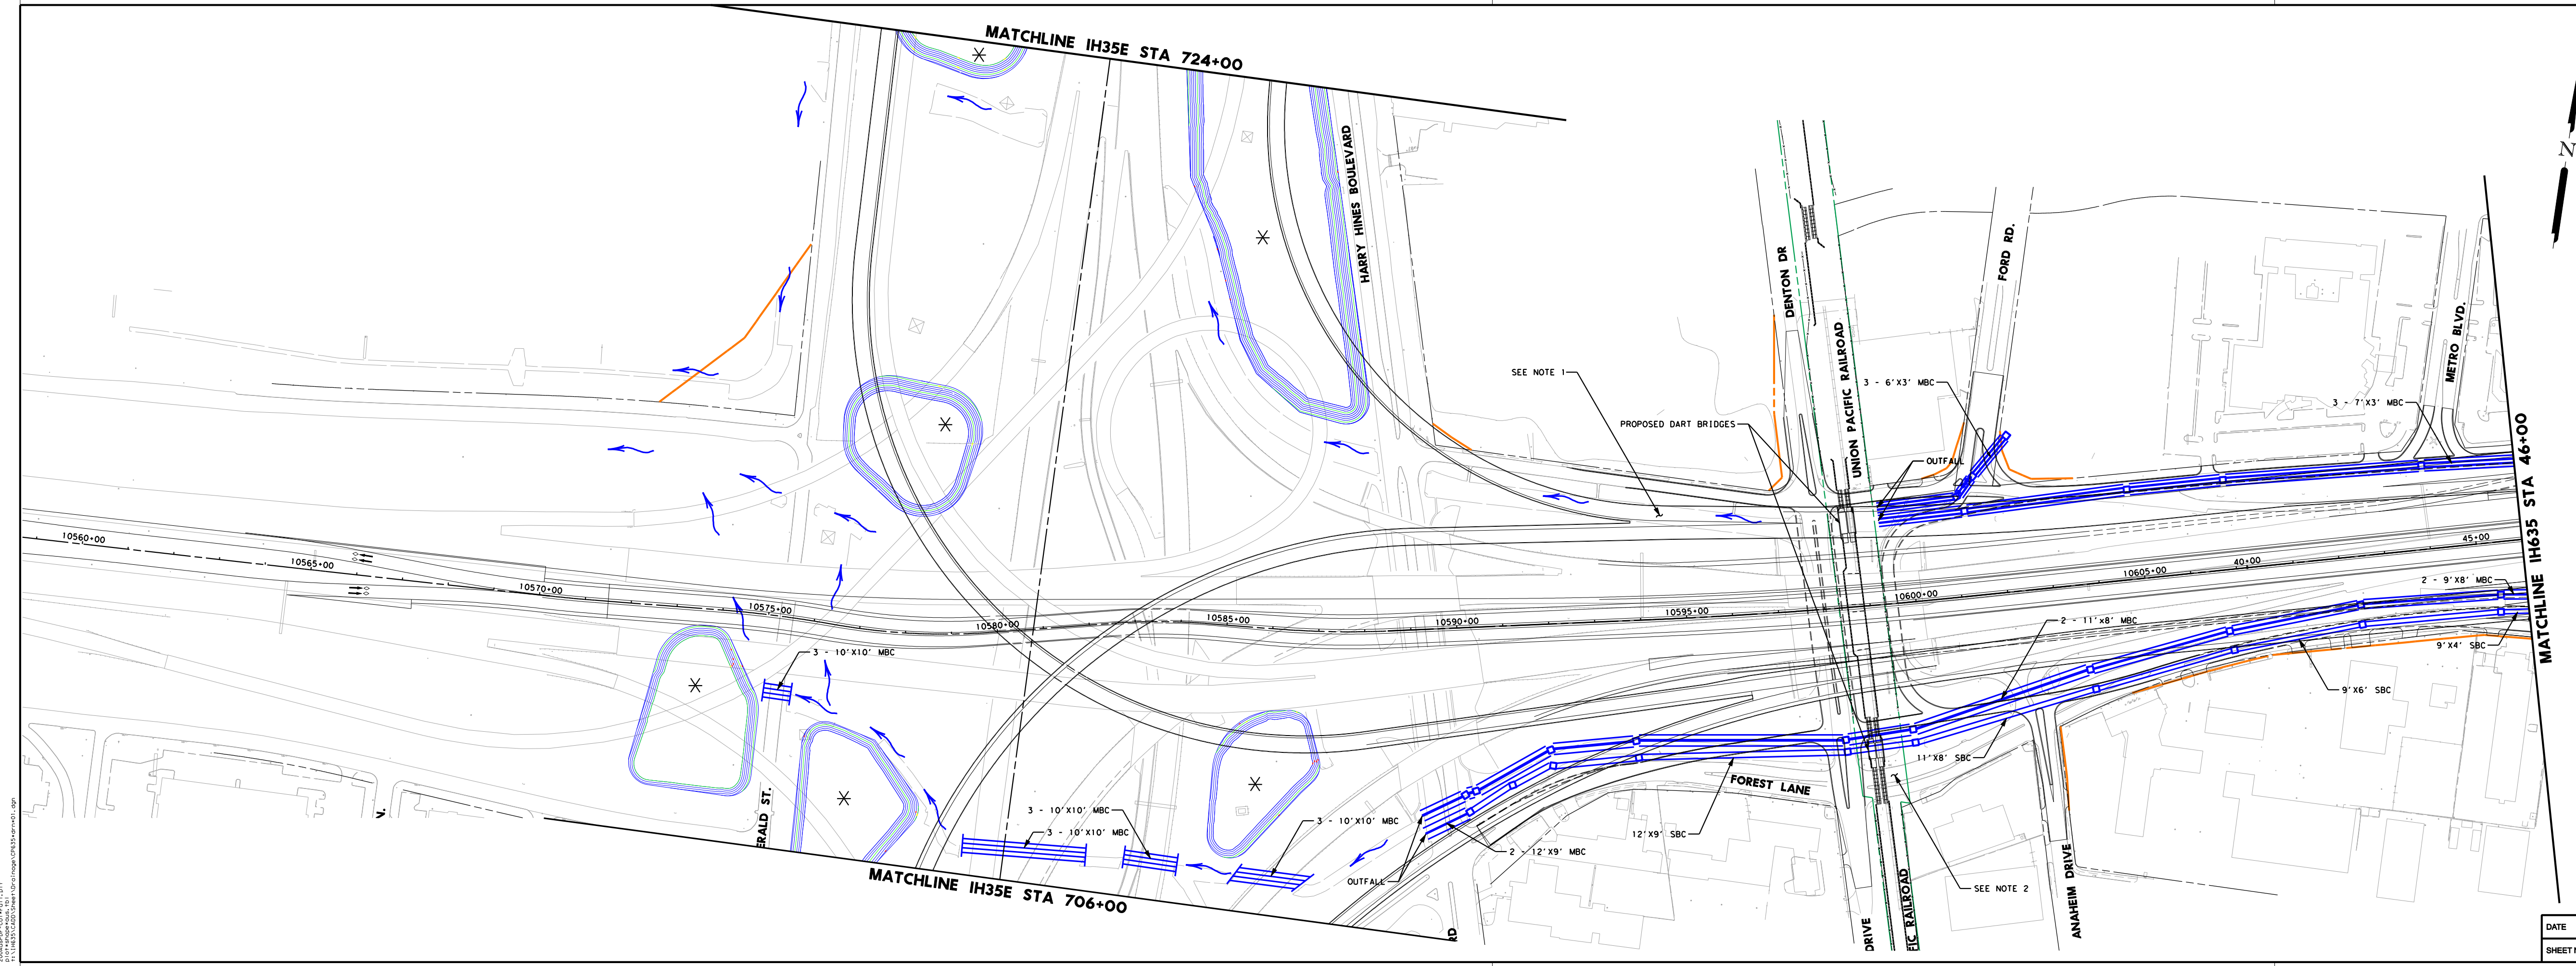 MATCHLINE IH35E STA 724+00
N
HARRY HINES BOULEVARD
DENTON DR
UNION PACIFIC RAILROAD
FORD RD.
METRO BLVD.
SEE NOTE 1
3 - 6'X3' MBC
3 - 7'X3' MBC
PROPOSED DART BRIDGES
OUTFALL
MATCHLINE IH635 STA 46+00
10560+00
10565+00
10570+00
10575+00
10580+00
10585+00
10590+00
10595+00
10600+00
10605+00
40+00
45+00
2 - 9'X8' MBC
2 - 11'x8' MBC
9'X4' SBC
3 - 10'X10' MBC
9'X6' SBC
11'X8' SBC
FOREST LANE
ERALD ST.
N.
3 - 10'X10' MBC
3 - 10'X10' MBC
3 - 10'X10' MBC
12'X9' SBC
2 - 12'X9' MBC
OUTFALL
SEE NOTE 2
MATCHLINE IH35E STA 706+00
RD
DRIVE
FIC RAILROAD
ANAHEIM DRIVE
DATE
SHEET